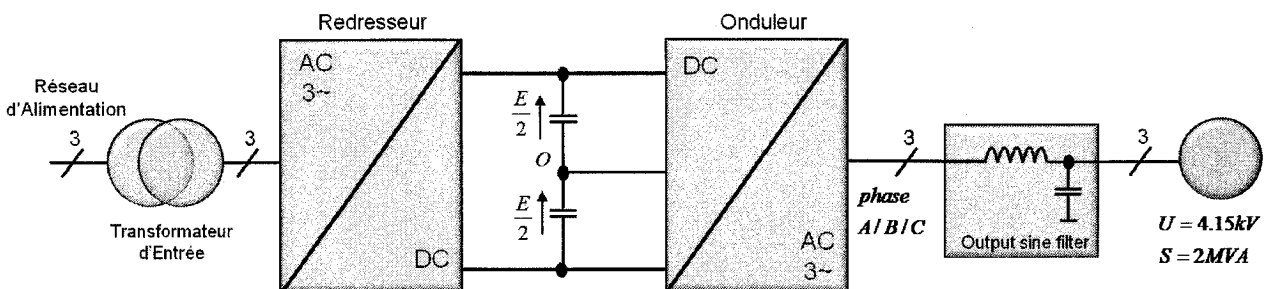 Redresseur
Onduleur
Réseau
d'Alimentation
3
3
Transformateur
d'Entrée
AC
3~
DC
E
2
O
E
2
DC
AC
3~
3
phase
A/B/C
Output sine filter
3
U = 4.15kV
S = 2MVA